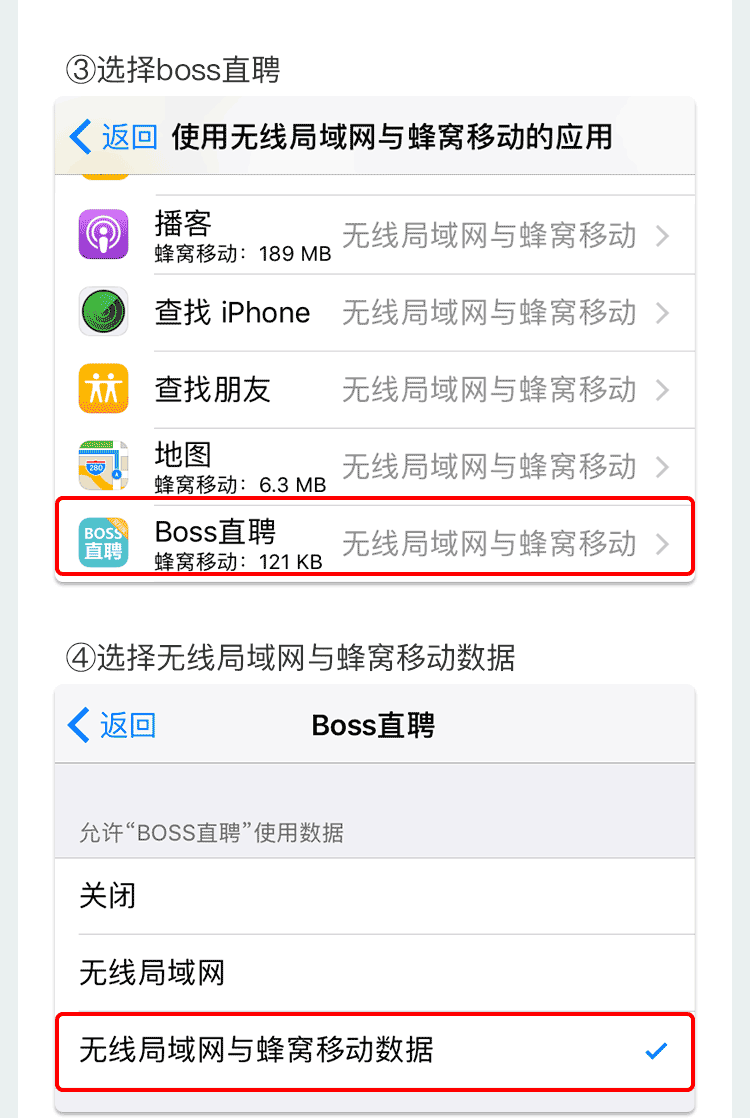 ③选择boss直聘
返回 使用无线局域网与蜂窝移动的应用
播客
蜂窝移动：189 MB
无线局域网与蜂窝移动
查找 iPhone 无线局域网与蜂窝移动
查找朋友 无线局域网与蜂窝移动
280
地图
蜂窝移动：6.3 MB
无线局域网与蜂窝移动
BOSS
直聘
Boss直聘
蜂窝移动：121 KB
无线局域网与蜂窝移动
④选择无线局域网与蜂窝移动数据
返回 Boss直聘
允许“BOSS直聘”使用数据
关闭
无线局域网
无线局域网与蜂窝移动数据